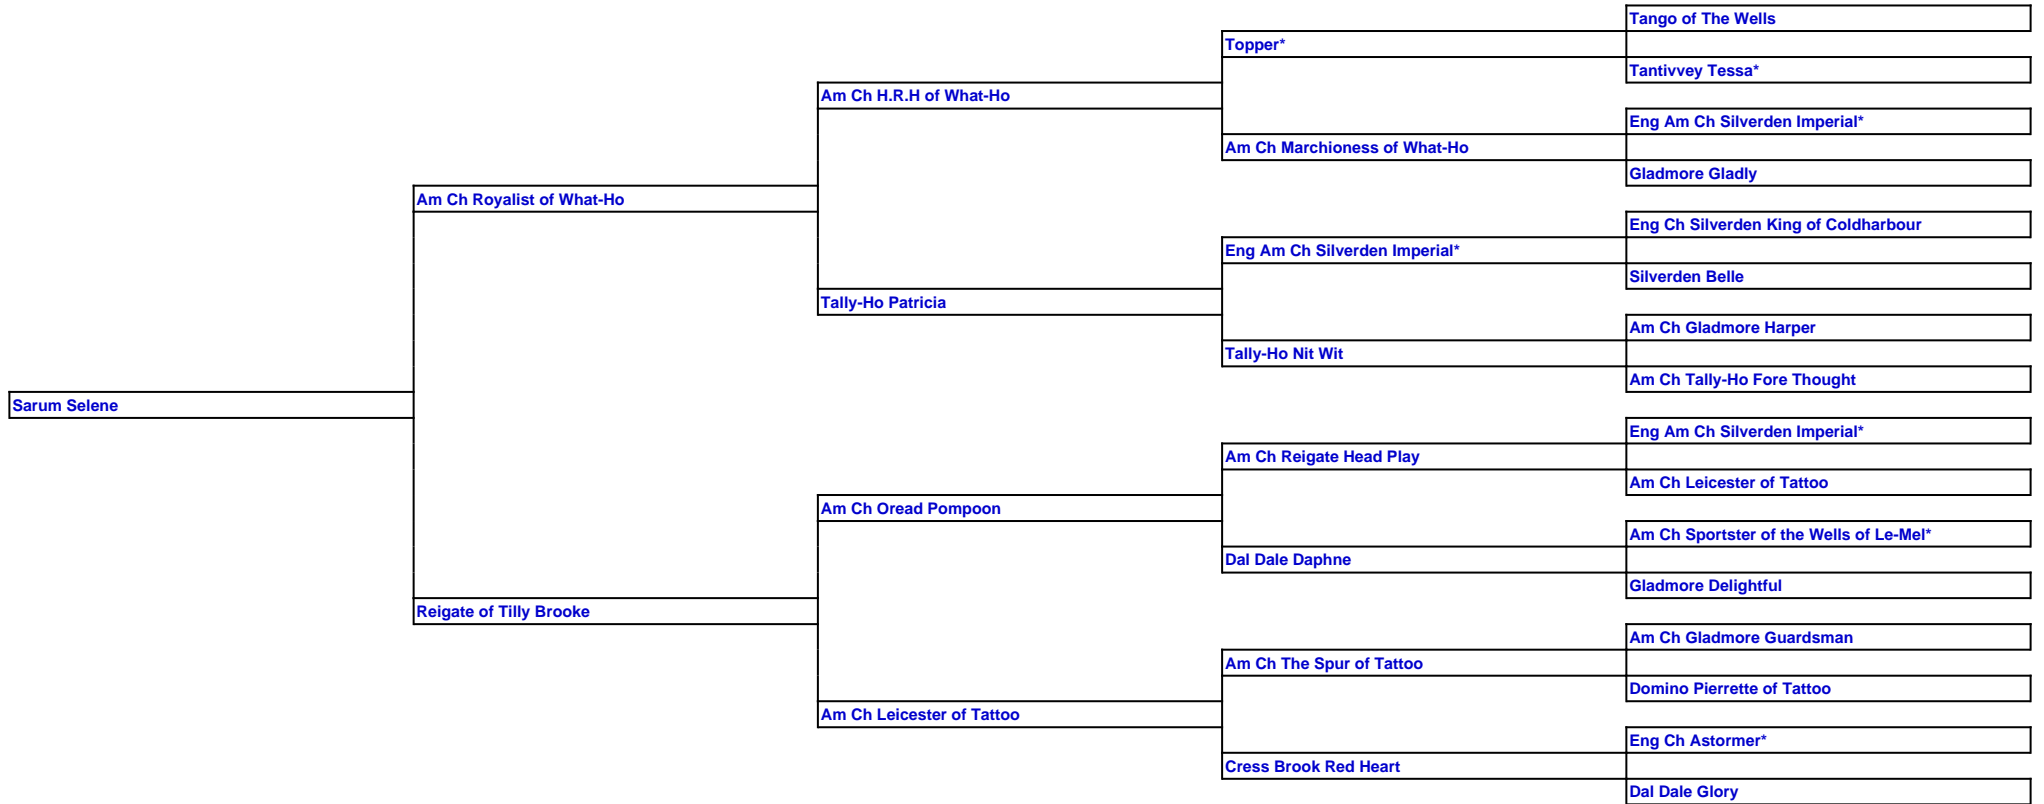 Tango of The Wells
Topper*
Tantivvey Tessa*
Am Ch H.R.H of What-Ho
Eng Am Ch Silverden Imperial*
Am Ch Marchioness of What-Ho
Gladmore Gladly
Am Ch Royalist of What-Ho
Eng Ch Silverden King of Coldharbour
Eng Am Ch Silverden Imperial*
Silverden Belle
Tally-Ho Patricia
Am Ch Gladmore Harper
Tally-Ho Nit Wit
Am Ch Tally-Ho Fore Thought
Sarum Selene
Eng Am Ch Silverden Imperial*
Am Ch Reigate Head Play
Am Ch Leicester of Tattoo
Am Ch Oread Pompoon
Am Ch Sportster of the Wells of Le-Mel*
Dal Dale Daphne
Gladmore Delightful
Reigate of Tilly Brooke
Am Ch Gladmore Guardsman
Am Ch The Spur of Tattoo
Domino Pierrette of Tattoo
Am Ch Leicester of Tattoo
Eng Ch Astormer*
Cress Brook Red Heart
Dal Dale Glory